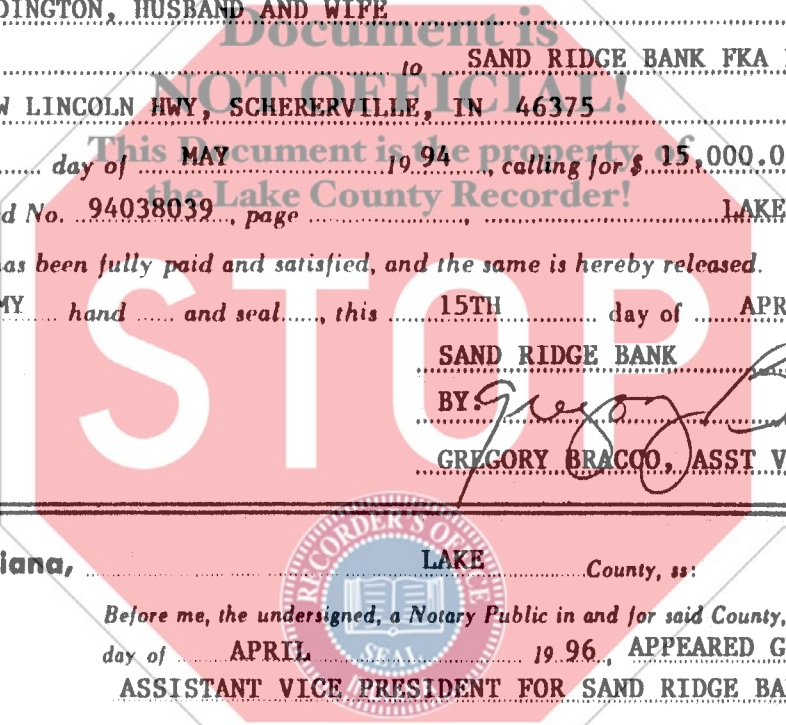 DINGTON, HUSBAND AND WIFE
Document is
to SAND RIDGE BANK FKA
NOT OFFICIAL!
W LINCOLN HWY, SCHERERVILLE, IN 46375
This Document is the property of
day of MAY 19 94, calling for $ 15,000.0
the Lake County Recorder!
d No. 94038039, page , LAKE
has been fully paid and satisfied, and the same is hereby released.
MY hand and seal, this 15TH day of APR
STOP
SAND RIDGE BANK
BY: Gregory
GREGORY BRACCO, ASST V
RECORDER'S OFFICE
iana, LAKE County, ss:
Before me, the undersigned, a Notary Public in and for said County,
day of APRIL 19 96, APPEARED G
SEAL
ASSISTANT VICE PRESIDENT FOR SAND RIDGE BA